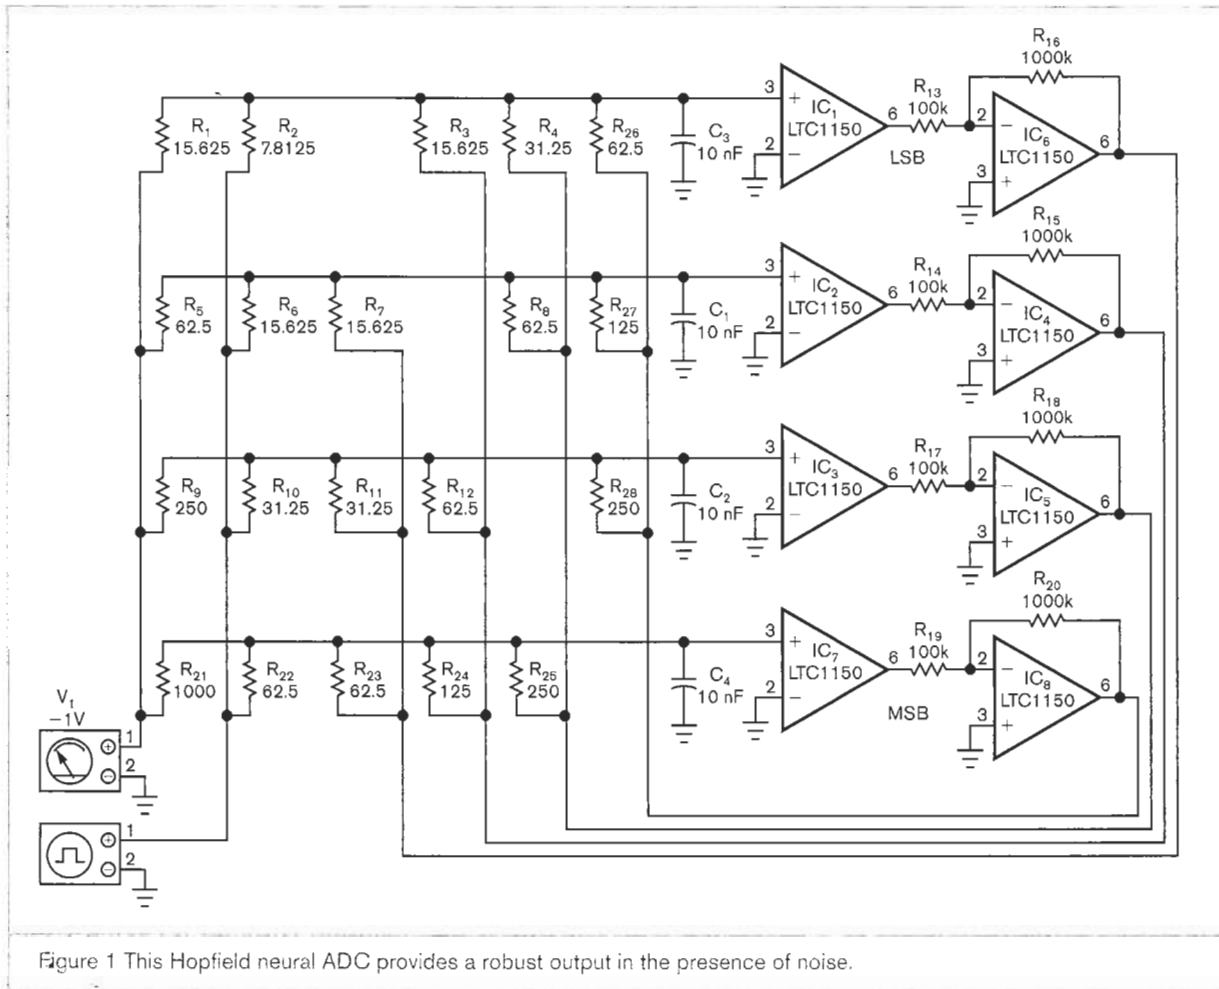 R16
1000k
R13
100k
3
+
IC1
LTC1150
6
2
−
LSB
2
−
IC6
LTC1150
6
3
+
R1
15.625
R2
7.8125
R3
15.625
R4
31.25
R26
62.5
C3
10 nF
R15
1000k
R14
100k
3
+
IC2
LTC1150
6
2
−
2
−
IC4
LTC1150
6
3
+
R5
62.5
R6
15.625
R7
15.625
R8
62.5
R27
125
C1
10 nF
R18
1000k
R17
100k
3
+
IC3
LTC1150
6
2
−
2
−
IC5
LTC1150
6
3
+
R9
250
R10
31.25
R11
31.25
R12
62.5
R28
250
C2
10 nF
R20
1000k
R19
100k
3
+
IC7
LTC1150
6
2
−
MSB
2
−
IC8
LTC1150
6
3
+
R21
1000
R22
62.5
R23
62.5
R24
125
R25
250
C4
10 nF
V1
−1V
+ 1
− 2
+ 1
− 2
Figure 1 This Hopfield neural ADC provides a robust output in the presence of noise.